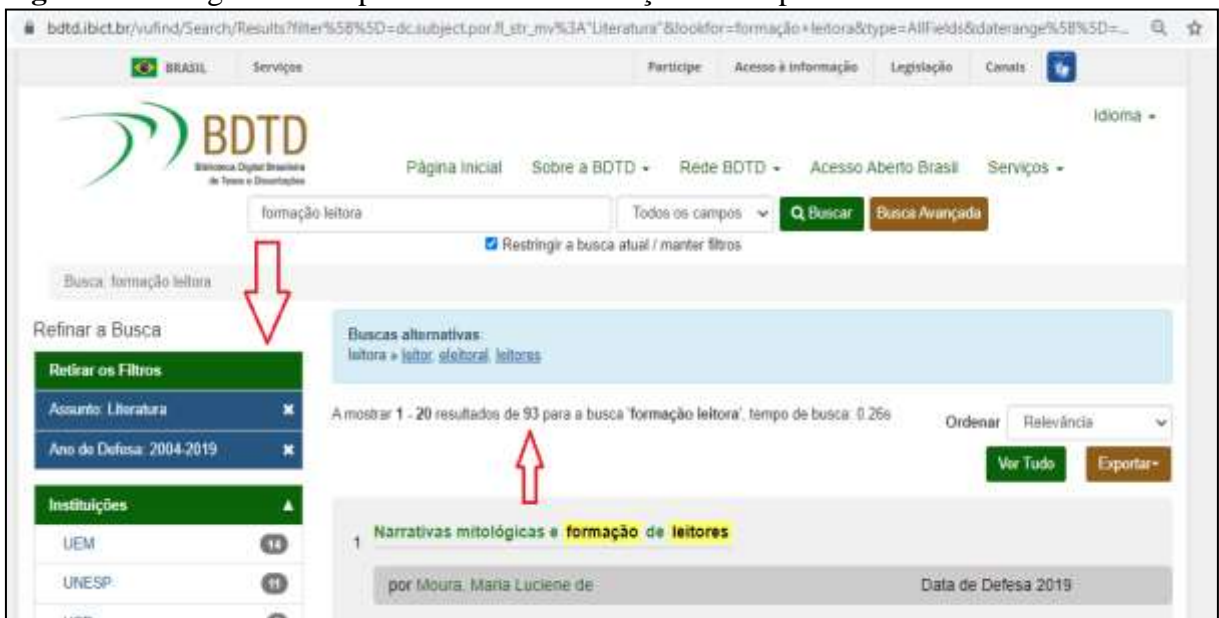 bdtd.ibict.br/vufind/Search/Results?filter%5B%5D=dc.subject.por.fl_str_mv%3A"Literatura"&lookfor=formação+leitora&type=AllFields&daterange%5B%5D=...
BRASIL Serviços Participe Acesso à informação Legislação Canais
Idioma
BDTD
Biblioteca Digital Brasileira
de Teses e Dissertações
Página Inicial Sobre a BDTD Rede BDTD Acesso Aberto Brasil Serviços
formação leitora Todos os campos Buscar Busca Avançada
Restringir a busca atual / manter filtros
Busca: formação leitora
Refinar a Busca
Buscas alternativas:
leitora » leitor, eleitoral, leitores
Retirar os Filtros
Assunto: Literatura ×
A mostrar 1 - 20 resultados de 93 para a busca 'formação leitora', tempo de busca: 0.26s
Ordenar Relevância
Ano de Defesa: 2004-2019 ×
Ver Tudo Exportar
Instituições
1 Narrativas mitológicas e formação de leitores
UEM 14
UNESP 11
por Moura, Maria Luciene de Data de Defesa 2019